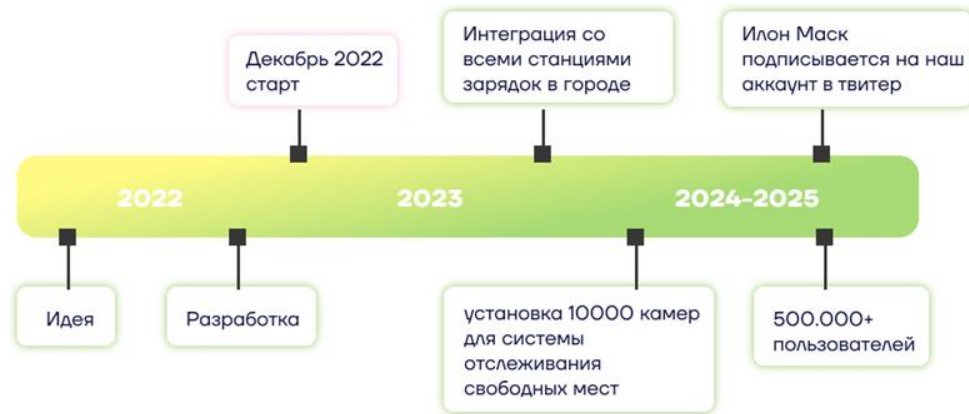 Декабрь 2022
старт
Интеграция со
всеми станциями
зарядок в городе
Илон Маск
подписывается на наш
аккаунт в твитер
2022
2023
2024-2025
Идея
Разработка
установка 10000 камер
для системы
отслеживания
свободных мест
500.000+
пользователей